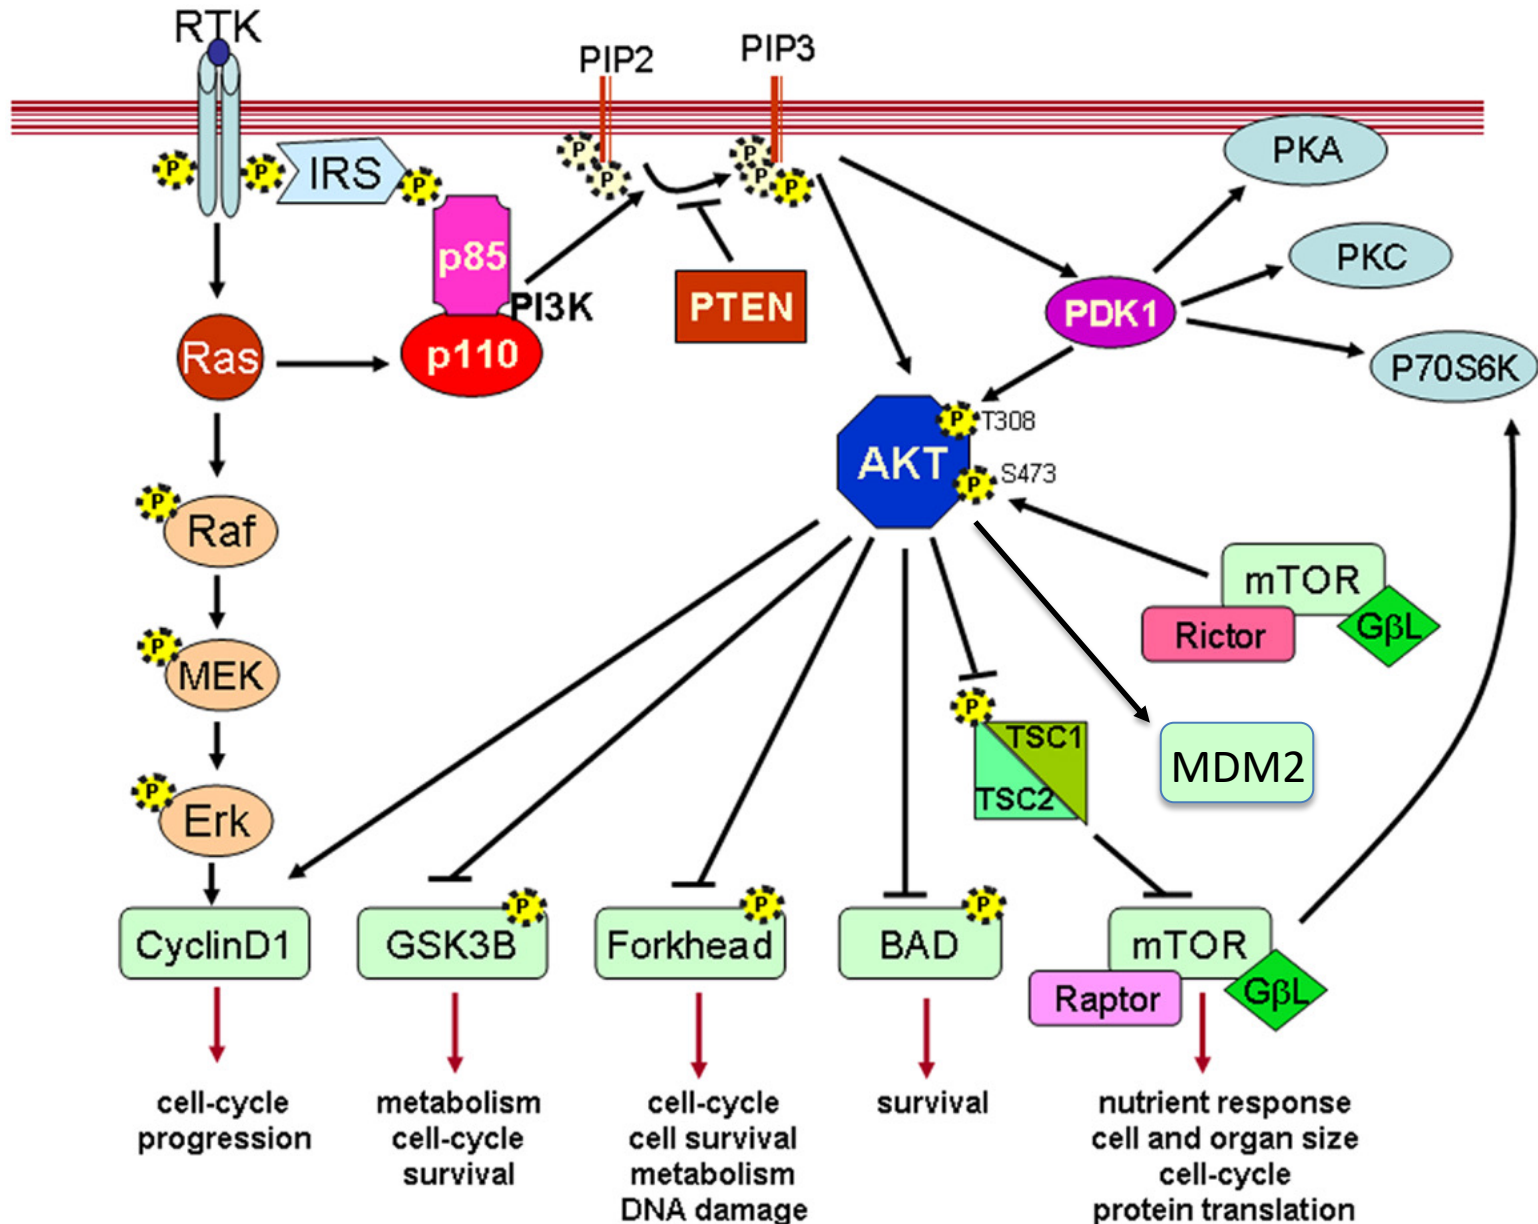 RTK
PIP2
PIP3
P
P
IRS
P
P
P
P
P
P
PKA
p85
PI3K
p110
PTEN
PDK1
PKC
P70S6K
Ras
AKT
P
T308
P
S473
P
Raf
mTOR
Rictor
GβL
P
MEK
P
TSC1
TSC2
MDM2
P
Erk
CyclinD1
P
GSK3B
P
Forkhead
P
BAD
mTOR
Raptor
GβL
cell-cycle
progression
metabolism
cell-cycle
survival
cell-cycle
cell survival
metabolism
DNA damage
survival
nutrient response
cell and organ size
cell-cycle
protein translation